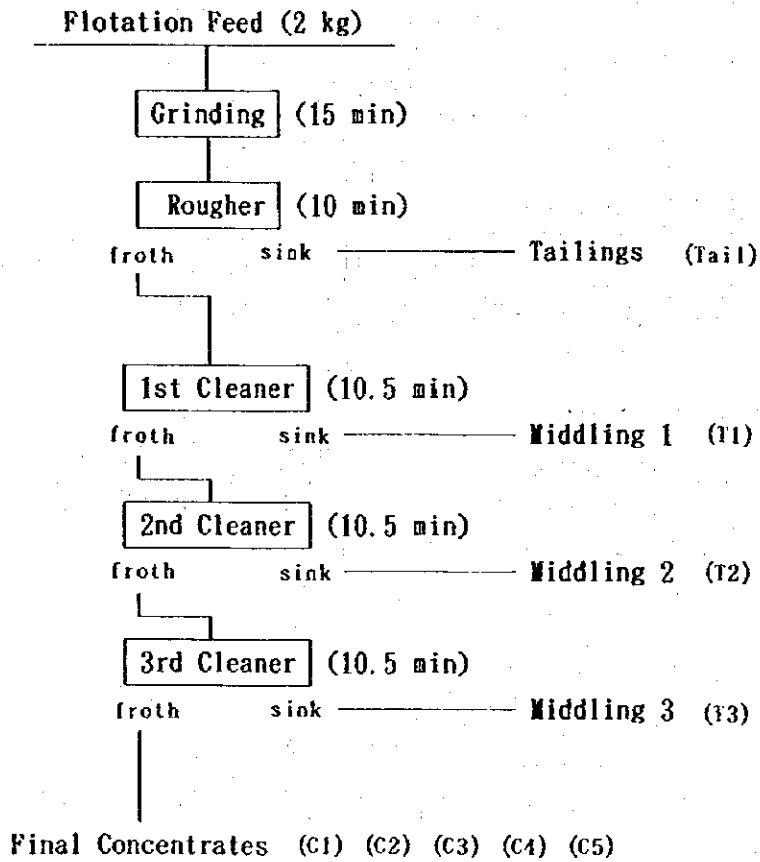 Flotation Feed (2 kg)
Grinding (15 min)
Rougher (10 min)
froth sink Tailings (Tail)
1st Cleaner (10.5 min)
froth sink Middling 1 (T1)
2nd Cleaner (10.5 min)
froth sink Middling 2 (T2)
3rd Cleaner (10.5 min)
froth sink Middling 3 (T3)
Final Concentrates (C1) (C2) (C3) (C4) (C5)